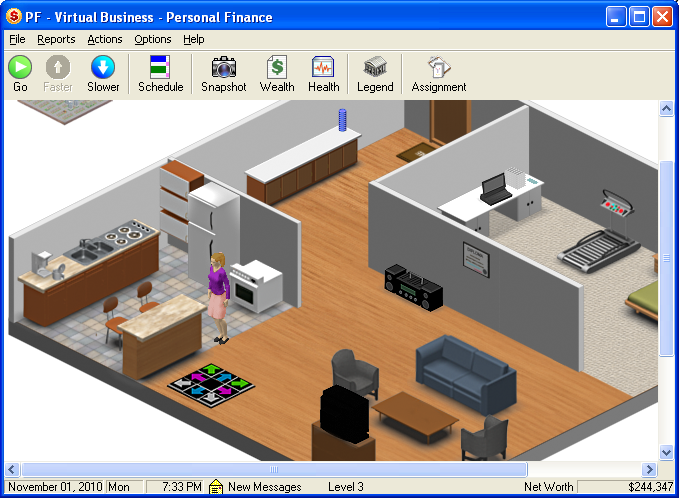 PF - Virtual Business - Personal Finance
File Reports Actions Options Help
Go Faster Slower Schedule Snapshot Wealth Health Legend Assignment
November 01, 2010 Mon 7:33 PM New Messages Level 3 Net Worth $244,347